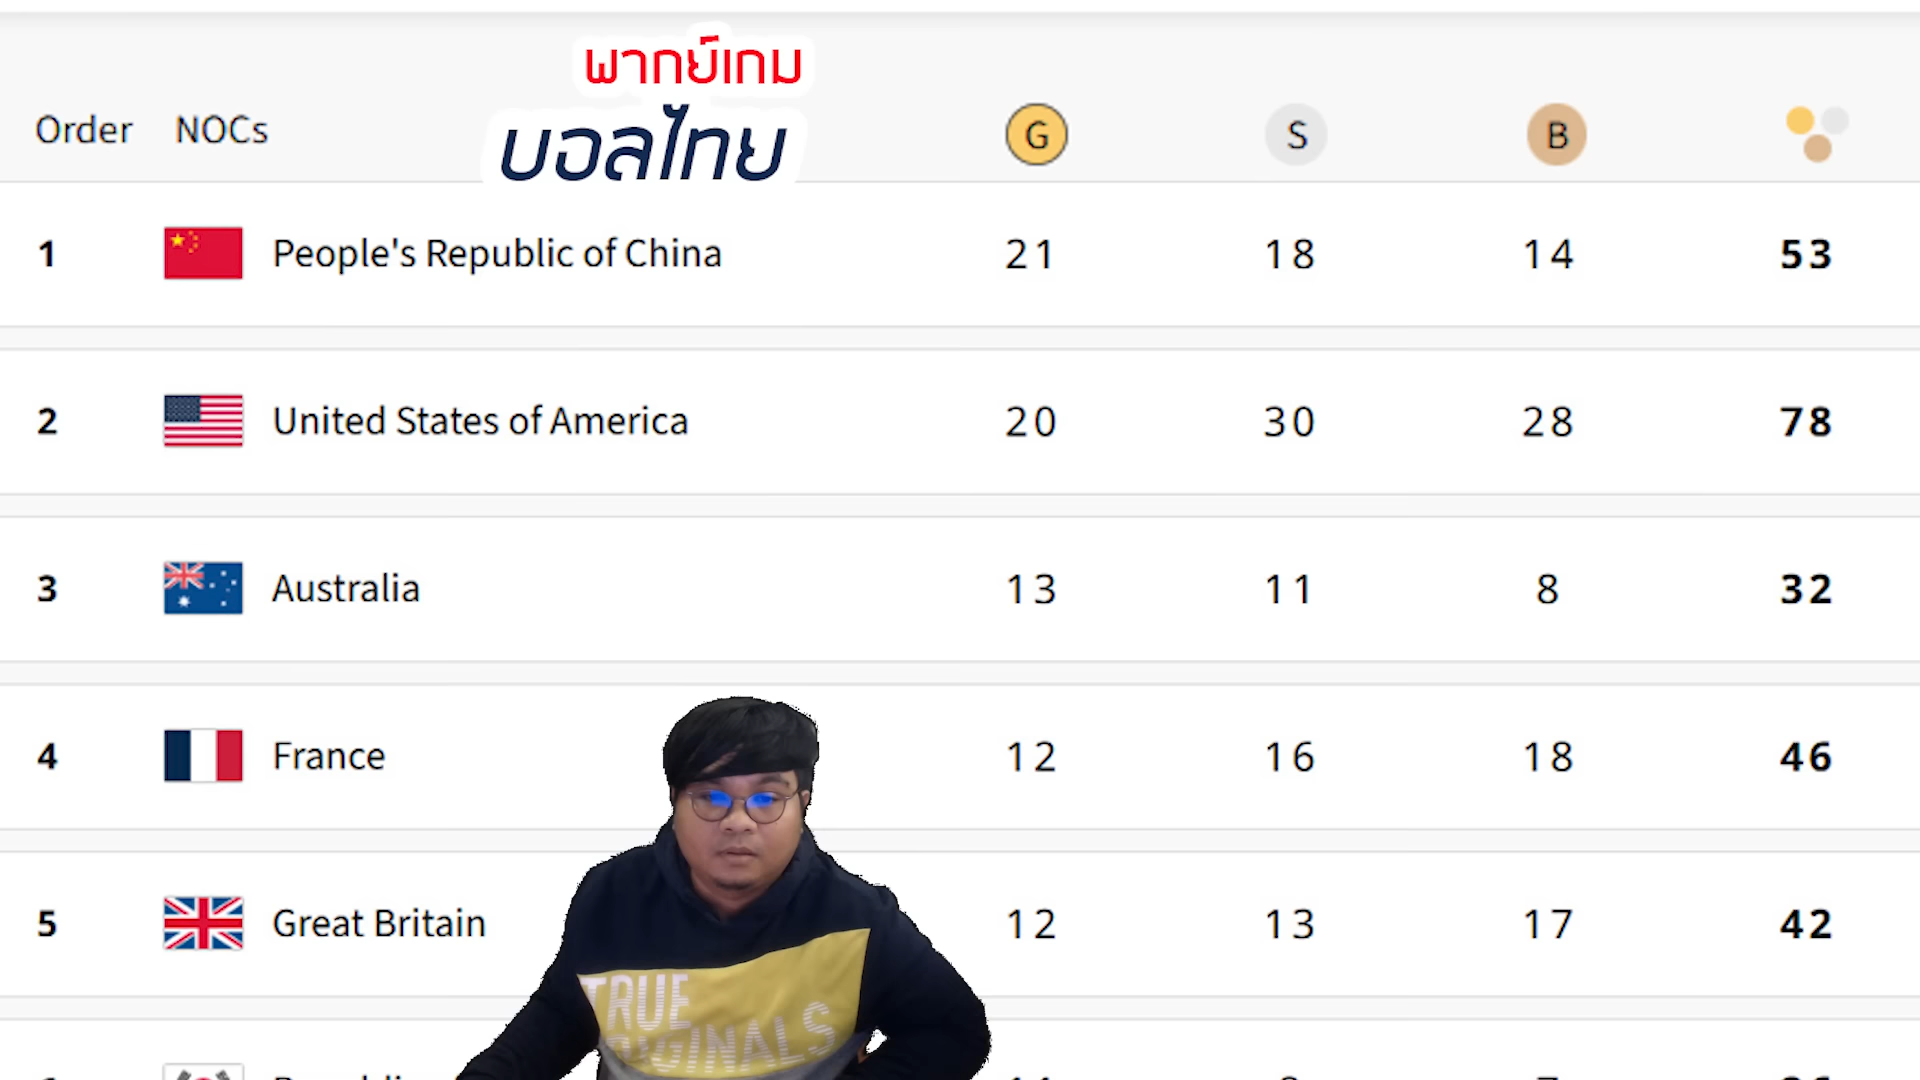 พากย์เกม
บอลไทย
Order NOCs G S B
1 People's Republic of China 21 18 14 53
2 United States of America 20 30 28 78
3 Australia 13 11 8 32
4 France 12 16 18 46
5 Great Britain 12 13 17 42
TRUE
ORIGINALS